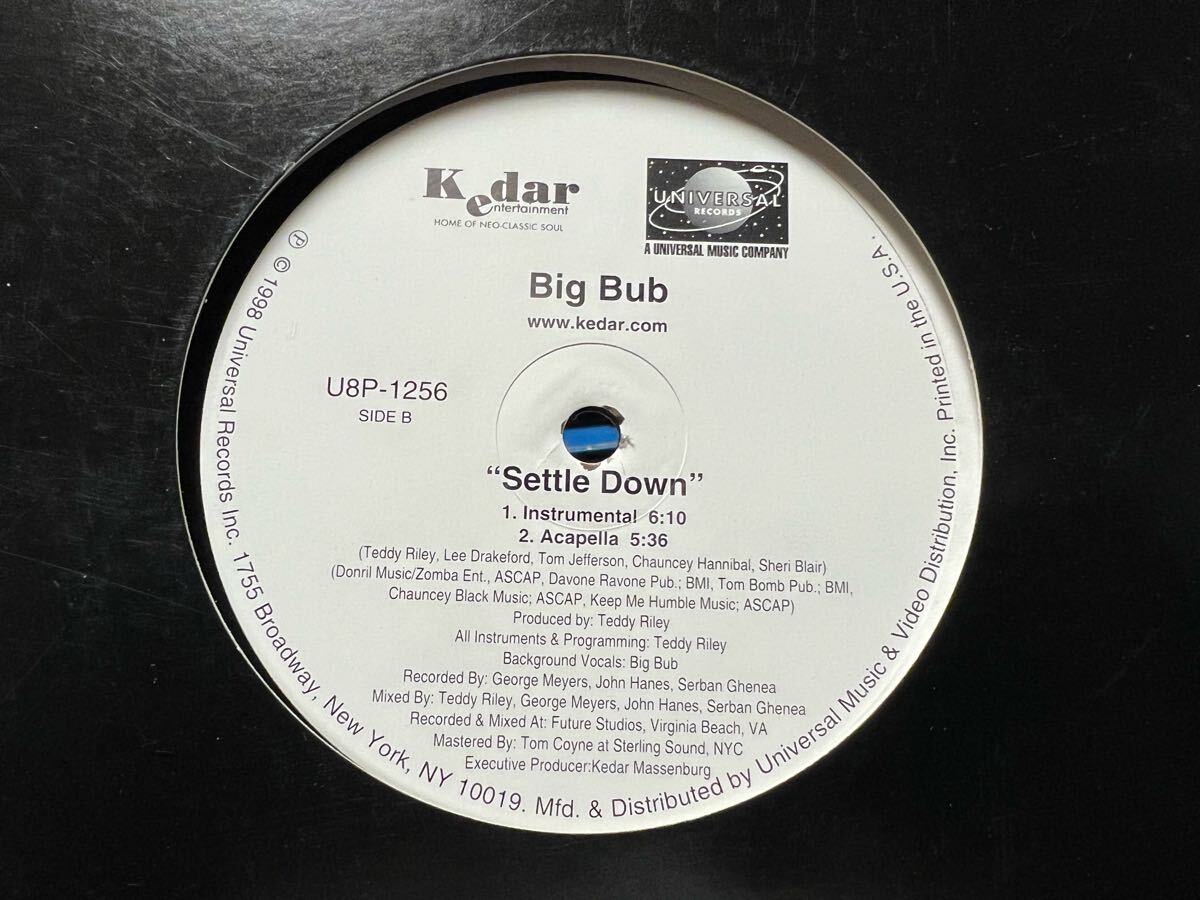 Kedar
entertainment
HOME OF NEO-CLASSIC SOUL
UNIVERSAL
RECORDS
A UNIVERSAL MUSIC COMPANY
Big Bub
www.kedar.com
U8P-1256
SIDE B
“Settle Down”
1. Instrumental 6:10
2. Acapella 5:36
(Teddy Riley, Lee Drakeford, Tom Jefferson, Chauncey Hannibal, Sheri Blair)
(Donril Music/Zomba Ent., ASCAP, Davone Ravone Pub.; BMI, Tom Bomb Pub.; BMI,
Chauncey Black Music; ASCAP, Keep Me Humble Music; ASCAP)
Produced by: Teddy Riley
All Instruments & Programming: Teddy Riley
Background Vocals: Big Bub
Recorded By: George Meyers, John Hanes, Serban Ghenea
Mixed By: Teddy Riley, George Meyers, John Hanes, Serban Ghenea
Recorded & Mixed At: Future Studios, Virginia Beach, VA
Mastered By: Tom Coyne at Sterling Sound, NYC
Executive Producer:Kedar Massenburg
℗ © 1998 Universal Records Inc. 1755 Broadway, New York, NY 10019. Mfd. & Distributed by Universal Music & Video Distribution, Inc. Printed in the U.S.A.